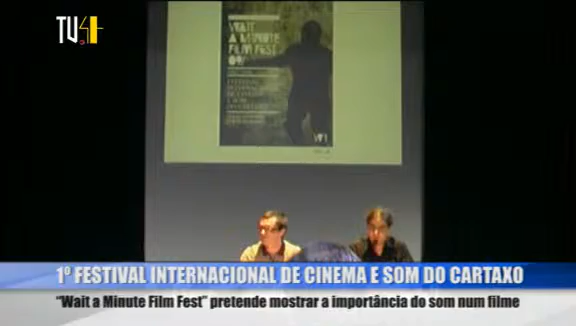 TV.S+
WAIT
A MINUTE
FILM FEST
09/
1º FESTIVAL INTERNACIONAL DE CINEMA E SOM DO CARTAXO
“Wait a Minute Film Fest” pretende mostrar a importância do som num filme